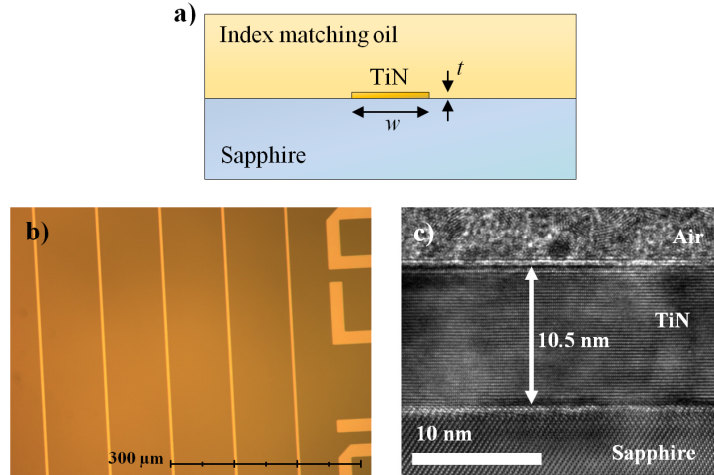 a)
Index matching oil
TiN
t
w
Sapphire
b)
300 µm
c)
Air
TiN
10.5 nm
10 nm
Sapphire